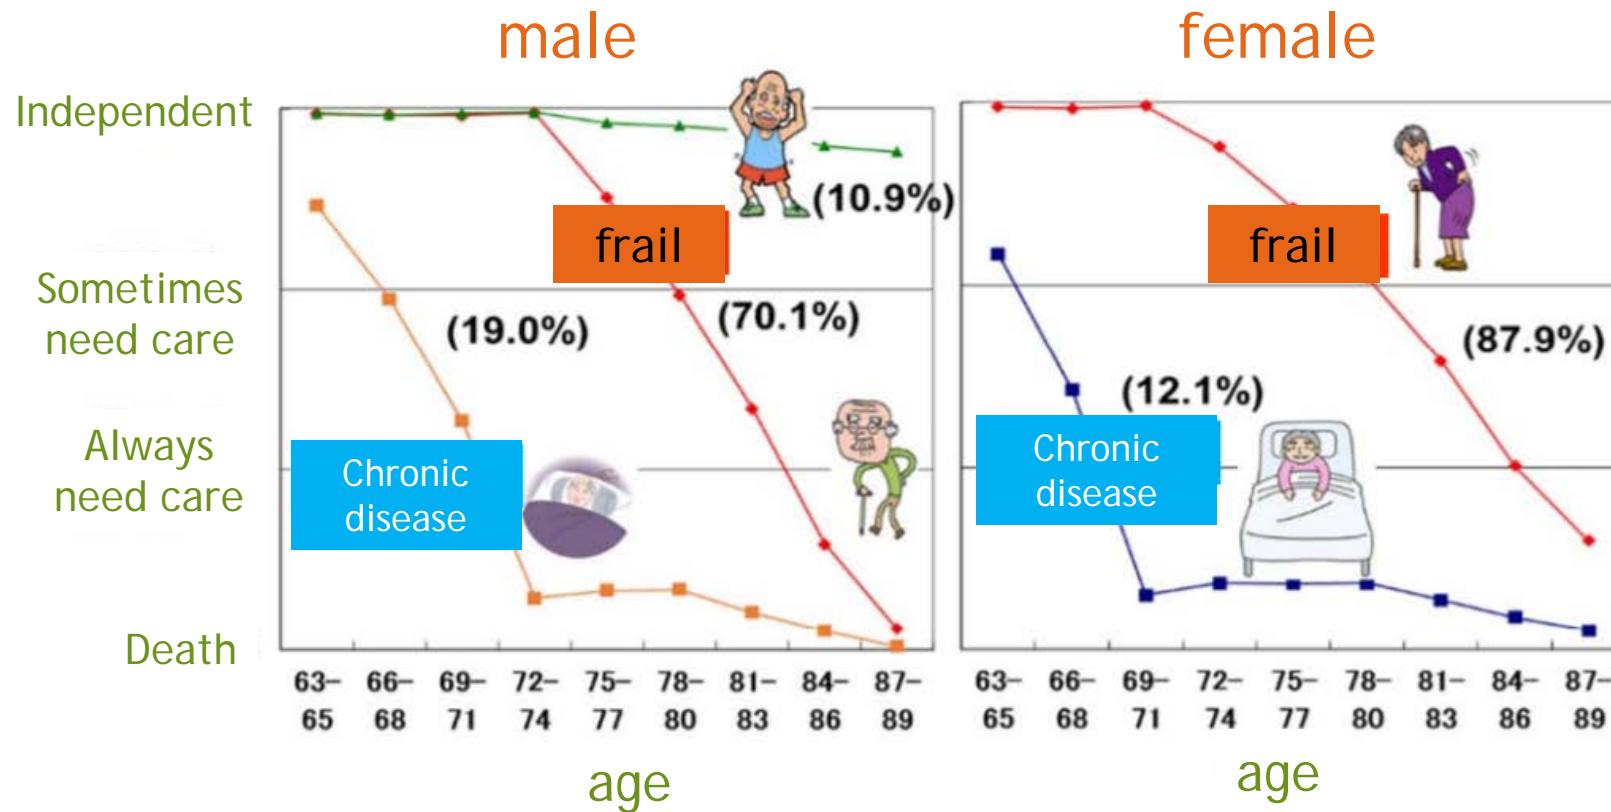 male
female
Independent
Sometimes
need care
Always
need care
Death
(10.9%)
frail
(70.1%)
(19.0%)
Chronic
disease
63–
65
66–
68
69–
71
72–
74
75–
77
78–
80
81–
83
84–
86
87–
89
age
frail
(87.9%)
(12.1%)
Chronic
disease
63–
65
66–
68
69–
71
72–
74
75–
77
78–
80
81–
83
84–
86
87–
89
age